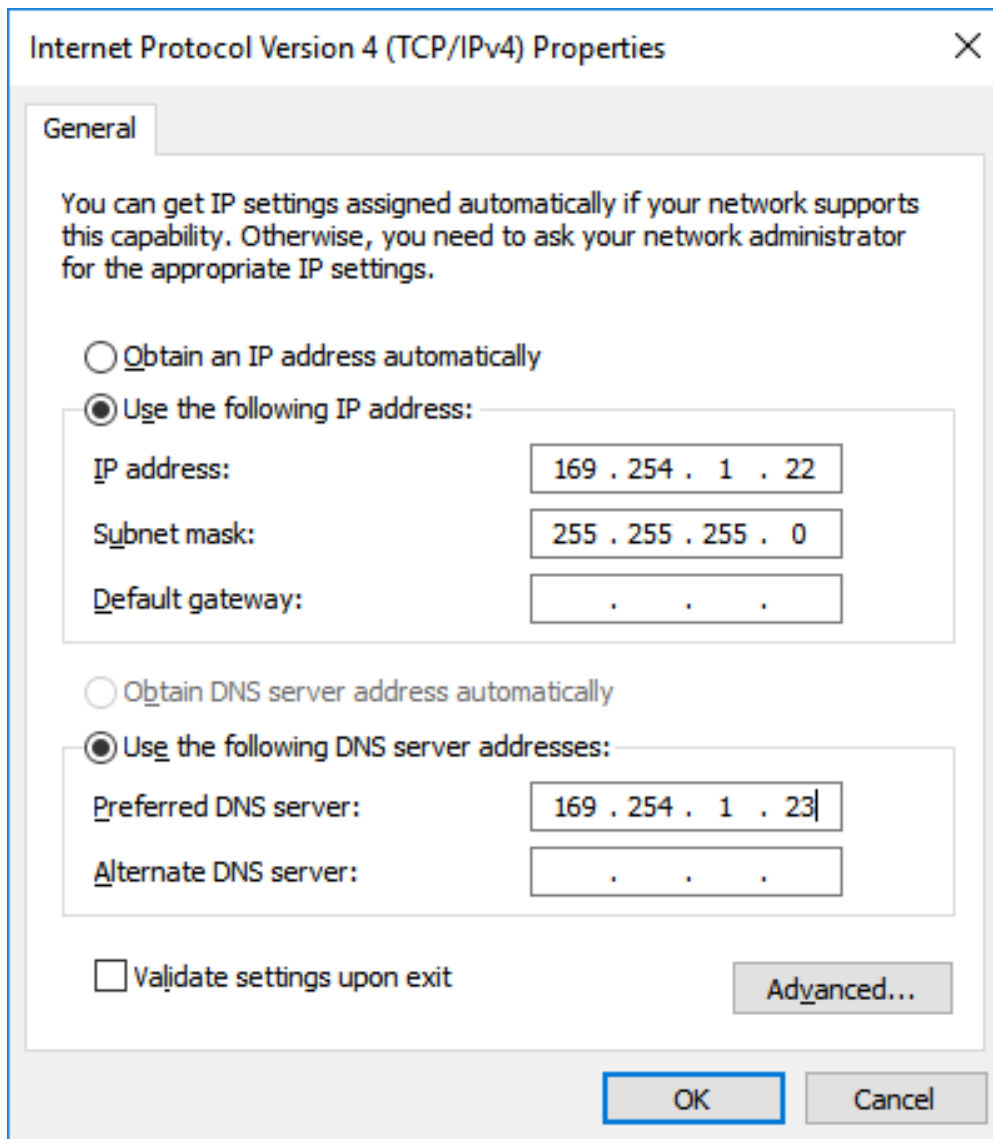 Internet Protocol Version 4 (TCP/IPv4) Properties
General
You can get IP settings assigned automatically if your network supports
this capability. Otherwise, you need to ask your network administrator
for the appropriate IP settings.
Obtain an IP address automatically
Use the following IP address:
IP address: 169 . 254 . 1 . 22
Subnet mask: 255 . 255 . 255 . 0
Default gateway: . . .
Obtain DNS server address automatically
Use the following DNS server addresses:
Preferred DNS server: 169 . 254 . 1 . 23
Alternate DNS server: . . .
Validate settings upon exit
Advanced...
OK Cancel